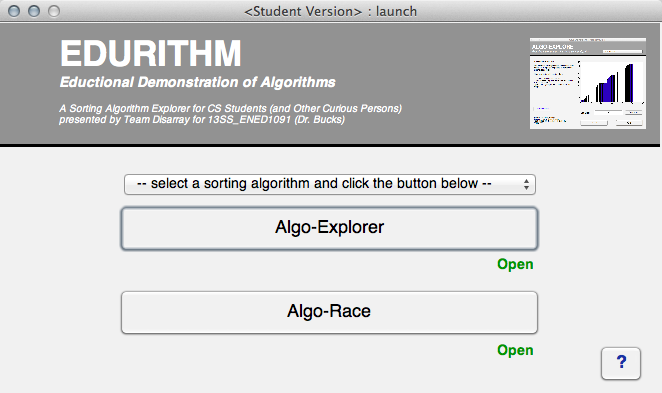 <Student Version> : launch
EDURITHM
Eductional Demonstration of Algorithms
A Sorting Algorithm Explorer for CS Students (and Other Curious Persons)
presented by Team Disarray for 13SS_ENED1091 (Dr. Bucks)
ALGO-EXPLORE
-- select a sorting algorithm and click the button below --
Algo-Explorer
Open
Algo-Race
Open
?